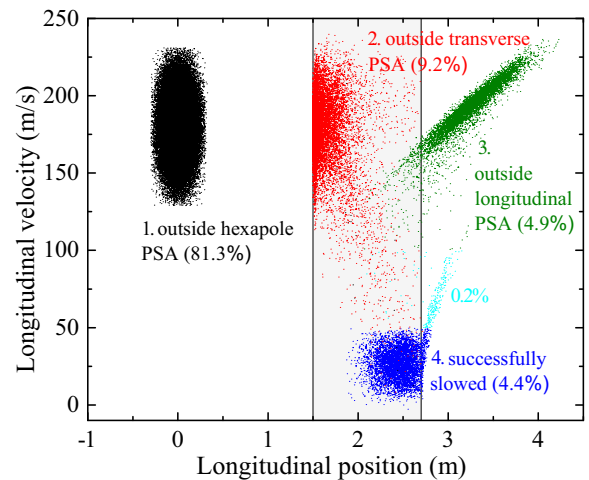 250
200
150
100
50
0
Longitudinal velocity (m/s)
2. outside transverse
PSA (9.2%)
1. outside hexapole
PSA (81.3%)
3.
outside
longitudinal
PSA (4.9%)
0.2%
4. successfully
slowed (4.4%)
-1 0 1 2 3 4
Longitudinal position (m)